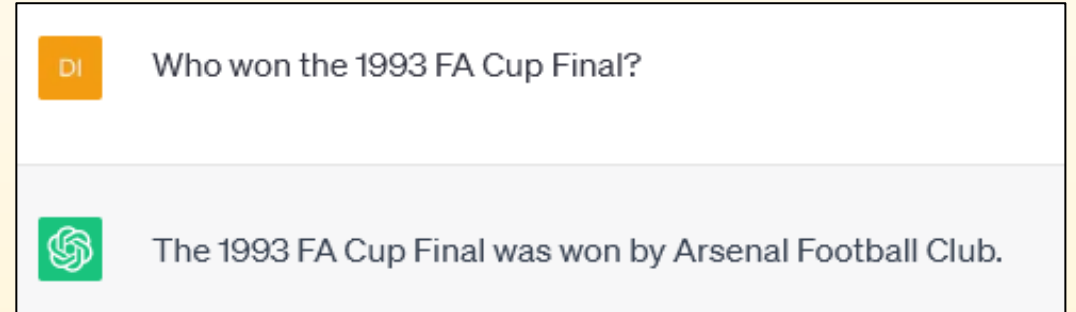 DI
Who won the 1993 FA Cup Final?
The 1993 FA Cup Final was won by Arsenal Football Club.